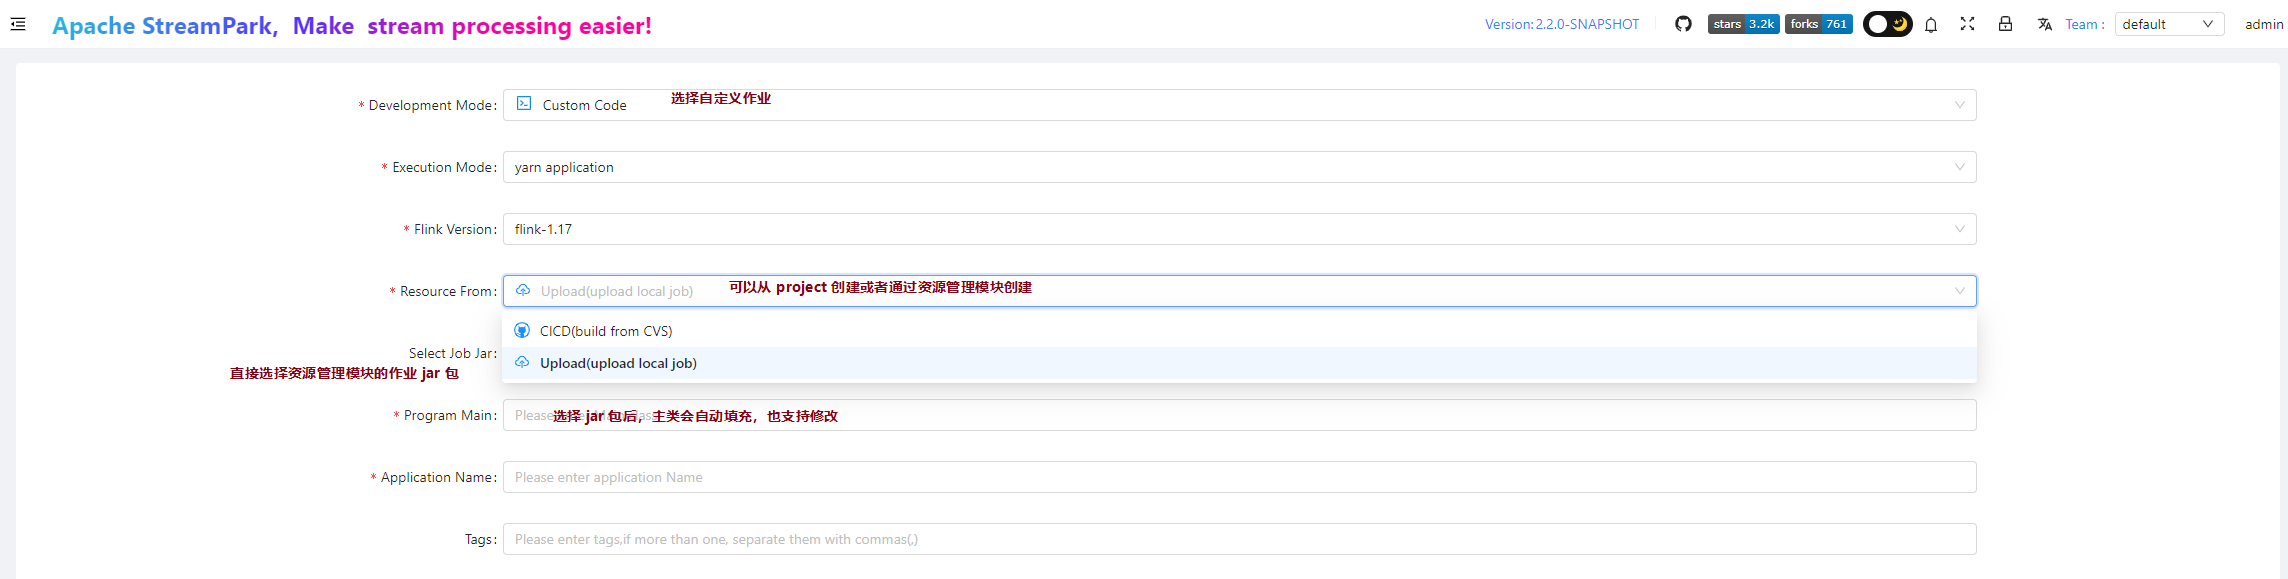 Apache StreamPark, Make stream processing easier!
Version: 2.2.0-SNAPSHOT
stars 3.2k
forks 761
Team : default
admin
* Development Mode: Custom Code
选择自定义作业
* Execution Mode: yarn application
* Flink Version: flink-1.17
* Resource From: Upload(upload local job)
可以从 project 创建或者通过资源管理模块创建
CICD(build from CVS)
Select Job Jar:
Upload(upload local job)
直接选择资源管理模块的作业 jar 包
* Program Main: Please
选择 jar 包后，主类会自动填充，也支持修改
* Application Name: Please enter application Name
Tags: Please enter tags,if more than one, separate them with commas(,)